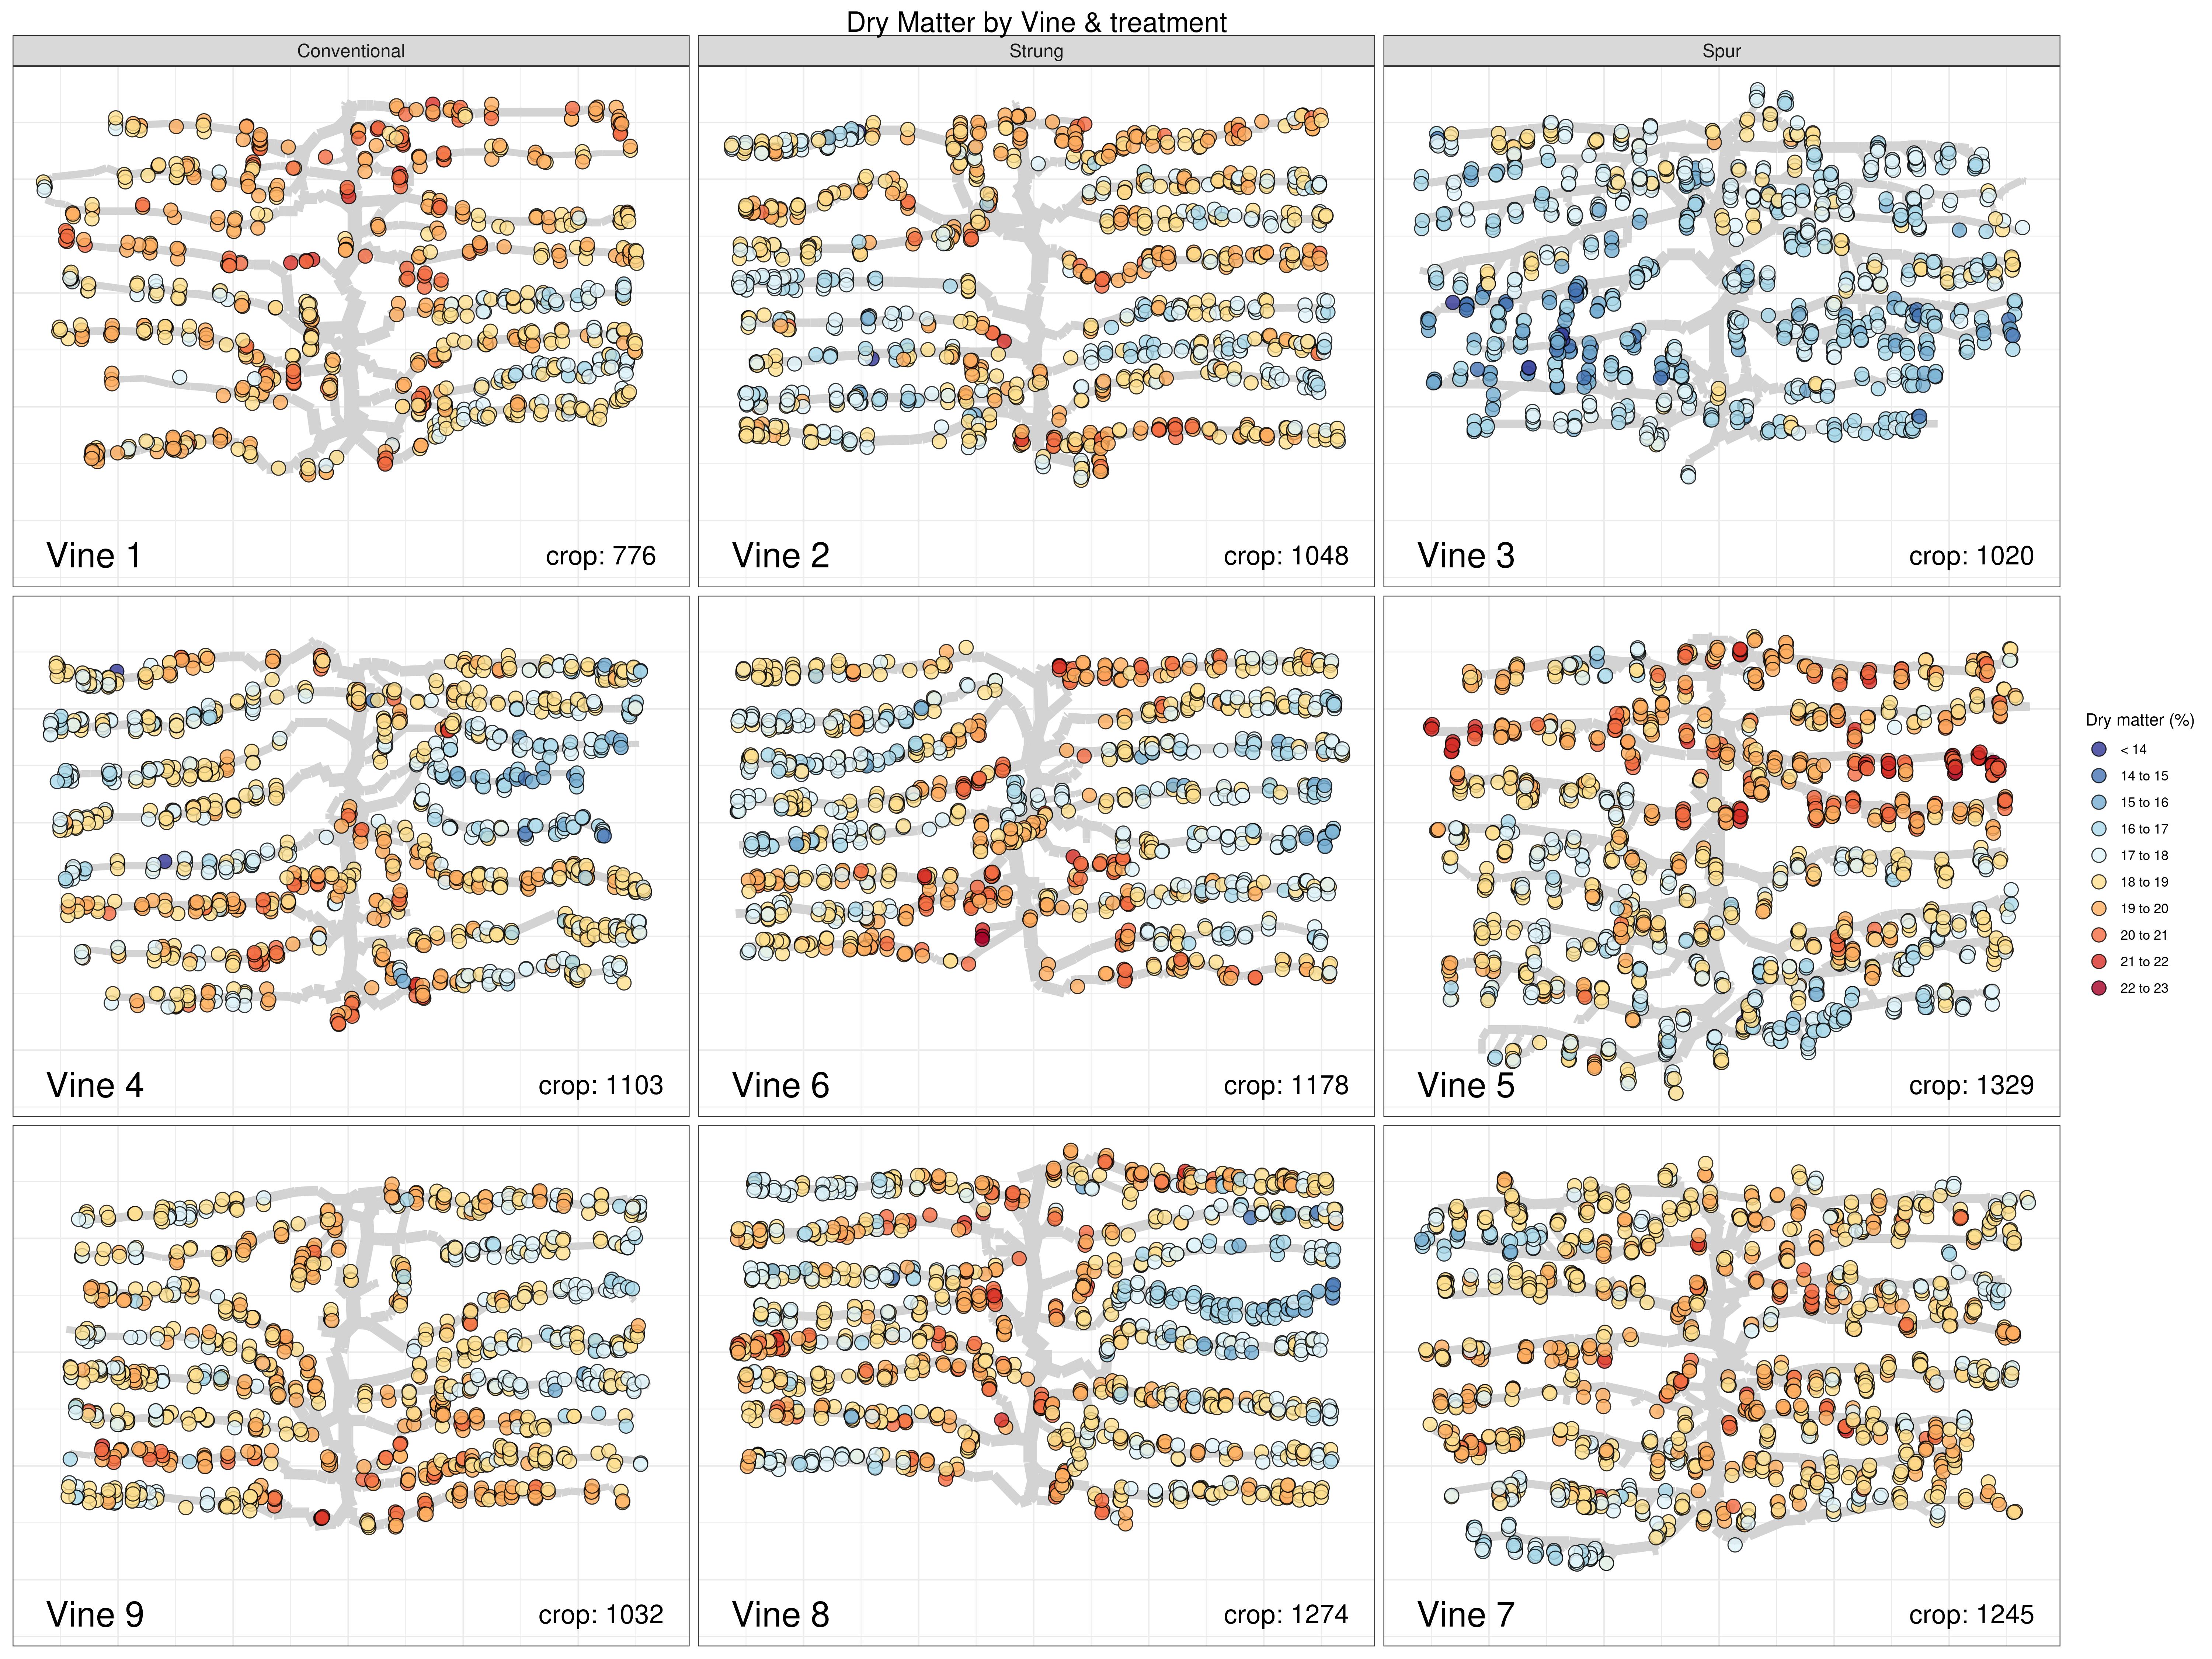 Dry Matter by Vine & treatment
Conventional
Strung
Spur
Vine 1
crop: 776
Vine 2
crop: 1048
Vine 3
crop: 1020
Vine 4
crop: 1103
Vine 6
crop: 1178
Vine 5
crop: 1329
Vine 9
crop: 1032
Vine 8
crop: 1274
Vine 7
crop: 1245
Dry matter (%)
< 14
14 to 15
15 to 16
16 to 17
17 to 18
18 to 19
19 to 20
20 to 21
21 to 22
22 to 23